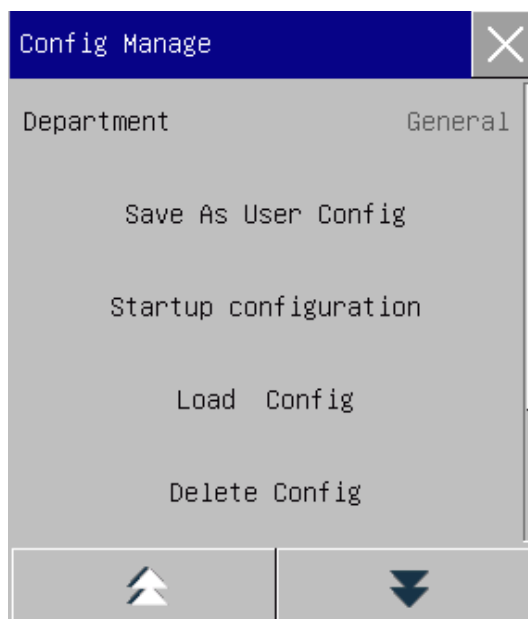 Config Manage
Department General
Save As User Config
Startup configuration
Load Config
Delete Config